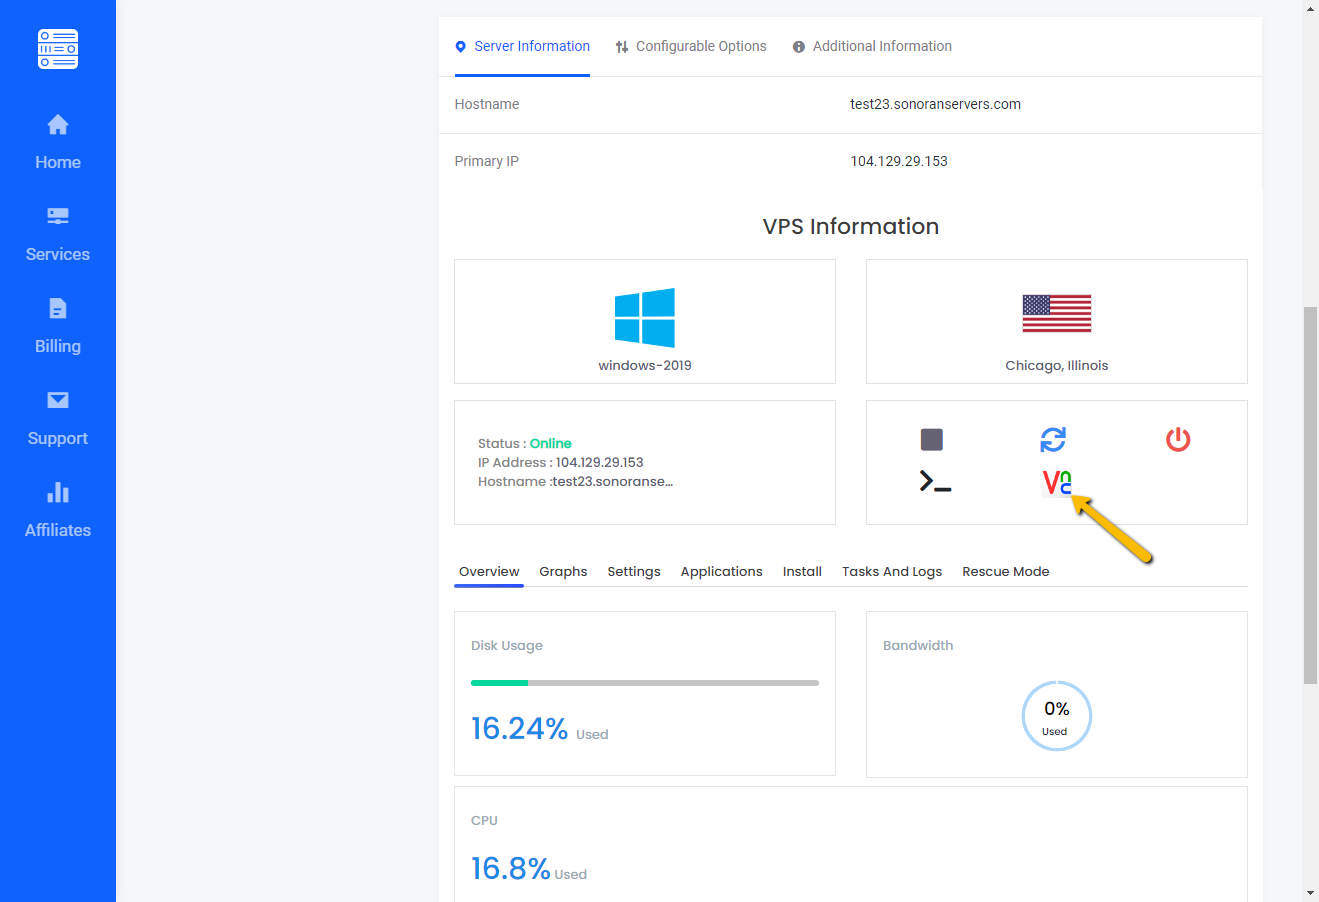 Home
Services
Billing
Support
Affiliates
Server Information Configurable Options Additional Information
Hostname test23.sonoranservers.com
Primary IP 104.129.29.153
VPS Information
windows-2019
Chicago, Illinois
Status : Online
IP Address : 104.129.29.153
Hostname :test23.sonoranse...
VNC
Overview Graphs Settings Applications Install Tasks And Logs Rescue Mode
Disk Usage
16.24% Used
Bandwidth
0%
Used
CPU
16.8% Used